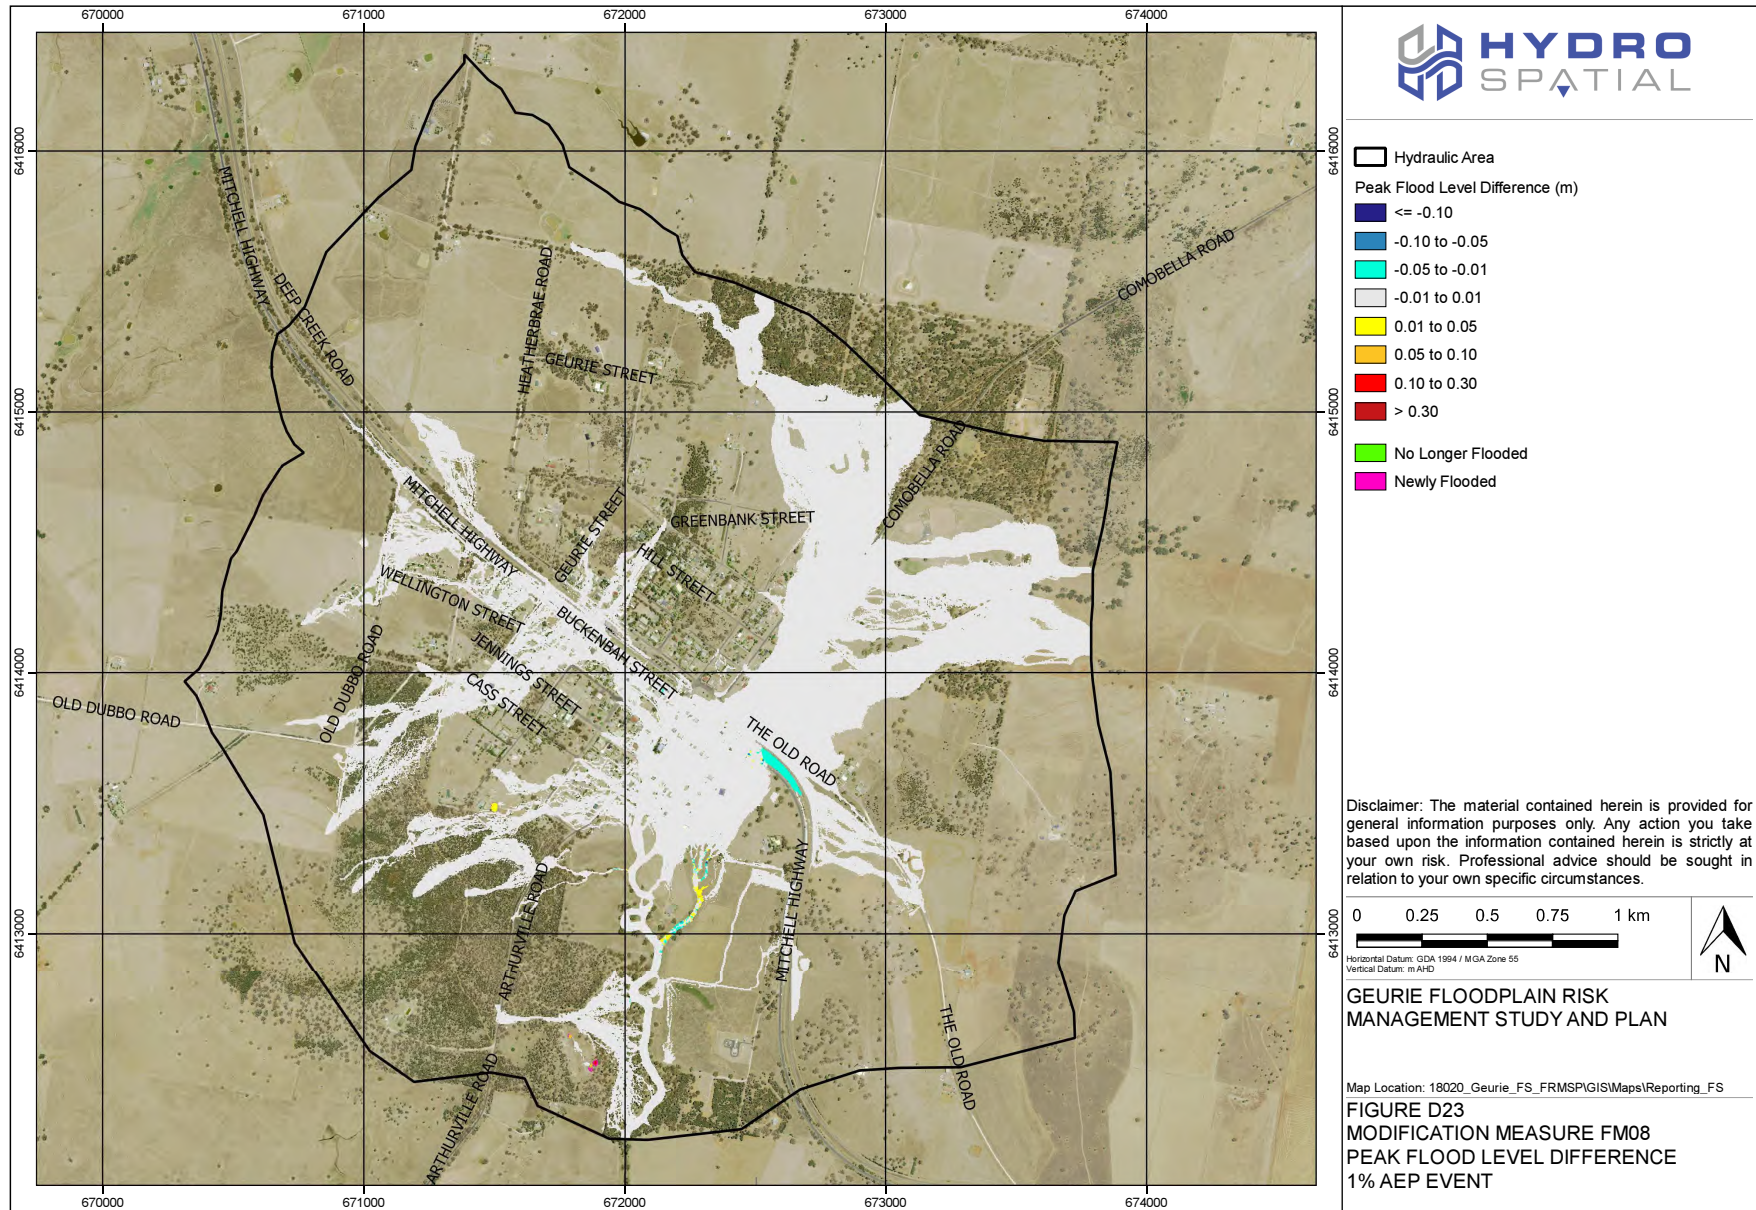 670000 671000 672000 673000 674000
6416000 6416000
6415000 6415000
6414000 6414000
6413000 6413000
670000 671000 672000 673000 674000
MITCHELL HIGHWAY
DEEP CREEK ROAD
HEATHERBRAE ROAD
GEURIE STREET
COMOBELLA ROAD
COMOBELLA ROAD
MITCHELL HIGHWAY
GEURIE STREET
GREENBANK STREET
HILL STREET
WELLINGTON STREET
BUCKENBAH STREET
JENNINGS STREET
CASS STREET
OLD DUBBO ROAD
OLD DUBBO ROAD
THE OLD ROAD
MITCHELL HIGHWAY
ARTHURVILLE ROAD
ARTHURVILLE ROAD
THE OLD ROAD
HYDRO
SPATIAL
Hydraulic Area
Peak Flood Level Difference (m)
<= -0.10
-0.10 to -0.05
-0.05 to -0.01
-0.01 to 0.01
0.01 to 0.05
0.05 to 0.10
0.10 to 0.30
> 0.30
No Longer Flooded
Newly Flooded
Disclaimer: The material contained herein is provided for
general information purposes only. Any action you take
based upon the information contained herein is strictly at
your own risk. Professional advice should be sought in
relation to your own specific circumstances.
0 0.25 0.5 0.75 1 km
Horizontal Datum: GDA 1994 / MGA Zone 55
Vertical Datum: m AHD
N
GEURIE FLOODPLAIN RISK
MANAGEMENT STUDY AND PLAN
Map Location: 18020_Geurie_FS_FRMSP\GIS\Maps\Reporting_FS
FIGURE D23
MODIFICATION MEASURE FM08
PEAK FLOOD LEVEL DIFFERENCE
1% AEP EVENT